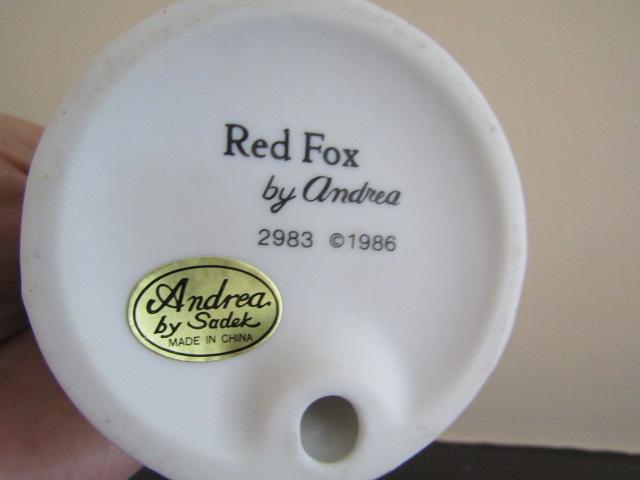 Red Fox
by Andrea
2983 ©1986
Andrea
by Sadek
MADE IN CHINA